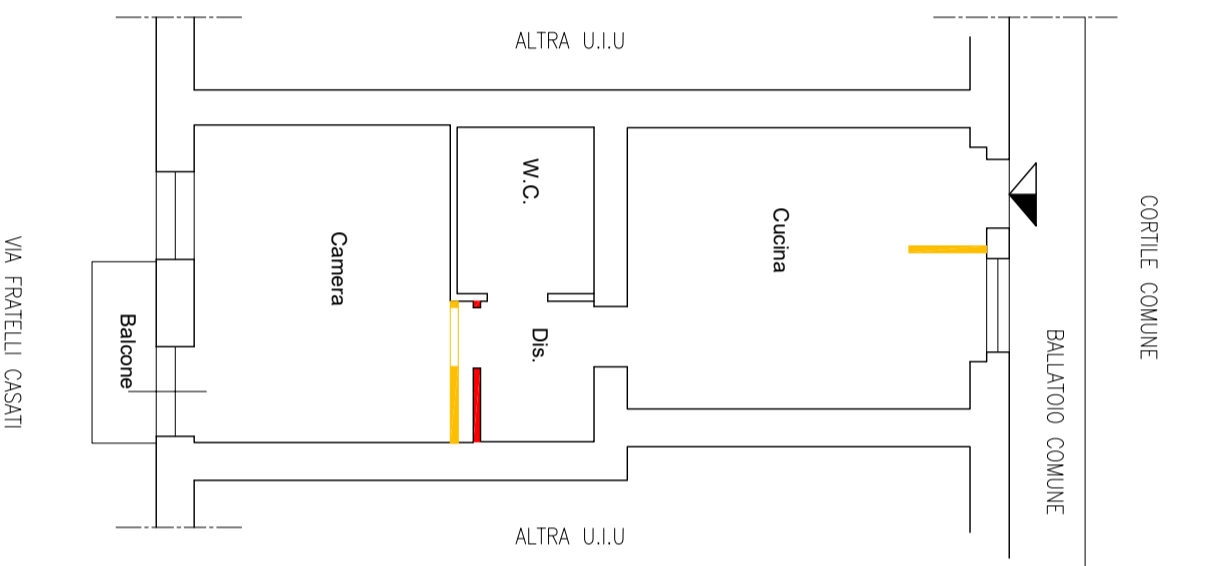 ALTRA U.I.U
CORTILE COMUNE
BALLATOIO COMUNE
W.C.
Cucina
Camera
Dis.
Balcone
VIA FRATELLI CASATI
ALTRA U.I.U